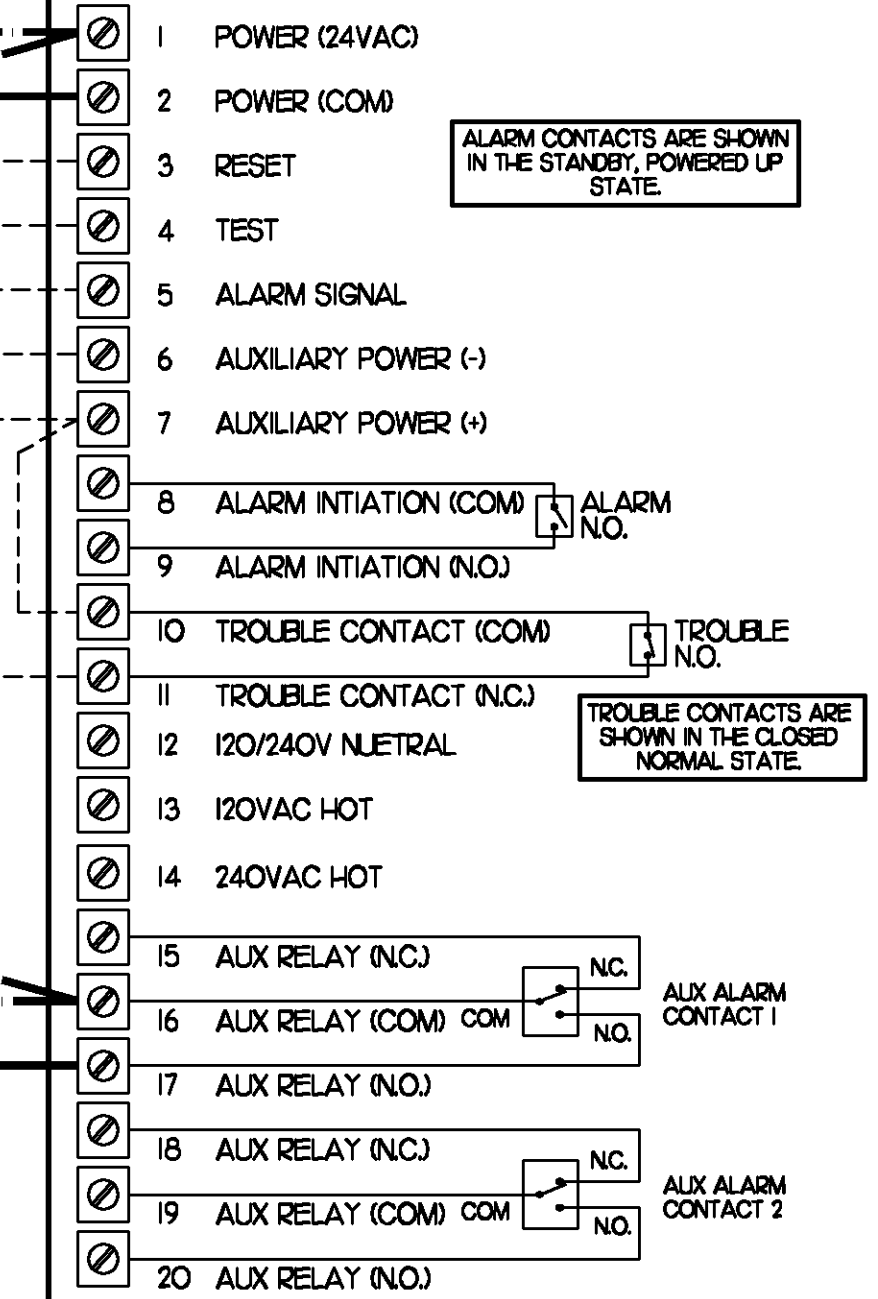 1 POWER (24VAC)
2 POWER (COM)
ALARM CONTACTS ARE SHOWN
IN THE STANDBY, POWERED UP
STATE.
3 RESET
4 TEST
5 ALARM SIGNAL
6 AUXILIARY POWER (-)
7 AUXILIARY POWER (+)
8 ALARM INTIATION (COM)
ALARM
N.O.
9 ALARM INTIATION (N.O.)
10 TROUBLE CONTACT (COM)
TROUBLE
N.O.
11 TROUBLE CONTACT (N.C.)
TROUBLE CONTACTS ARE
SHOWN IN THE CLOSED
NORMAL STATE.
12 120/240V NUETRAL
13 120VAC HOT
14 240VAC HOT
15 AUX RELAY (N.C.)
N.C.
16 AUX RELAY (COM) COM
N.O.
AUX ALARM
CONTACT 1
17 AUX RELAY (N.O.)
18 AUX RELAY (N.C.)
N.C.
19 AUX RELAY (COM) COM
N.O.
AUX ALARM
CONTACT 2
20 AUX RELAY (N.O.)